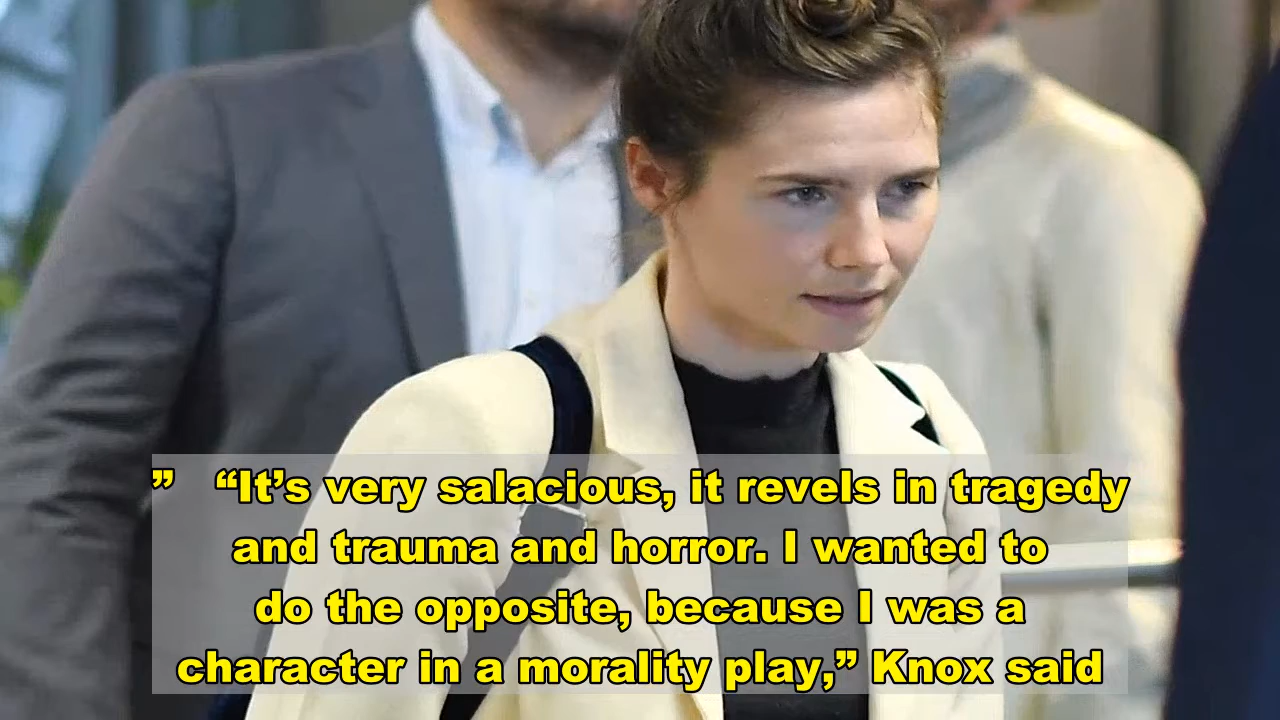 ”   “It’s very salacious, it revels in tragedy
and trauma and horror. I wanted to
do the opposite, because I was a
character in a morality play,” Knox said